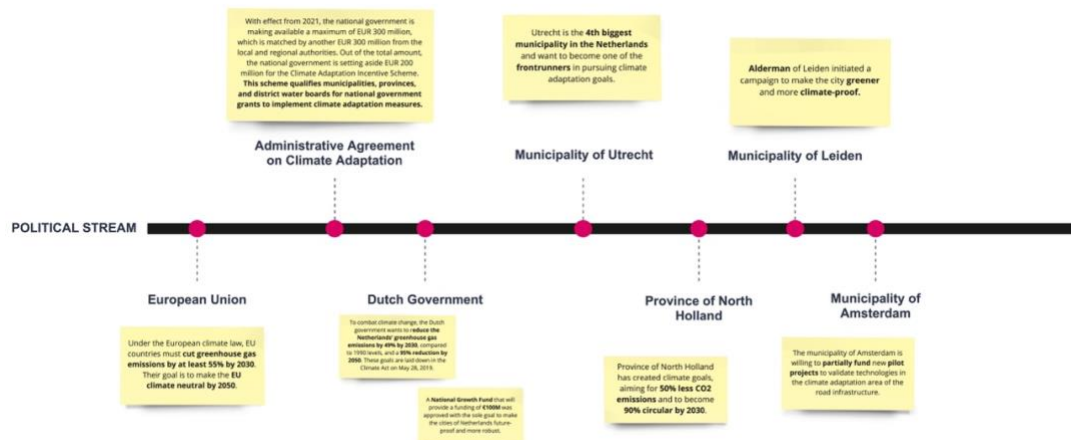 With effect from 2021, the national government is
making available a maximum of EUR 300 million,
which is matched by another EUR 300 million from the
local and regional authorities. Out of the total amount,
the national government is setting aside EUR 200
million for the Climate Adaptation Incentive Scheme.
This scheme qualifies municipalities, provinces,
and district water boards for national government
grants to implement climate adaptation measures.
Administrative Agreement
on Climate Adaptation
Utrecht is the 4th biggest
municipality in the Netherlands
and want to become one of the
frontrunners in pursuing climate
adaptation goals.
Municipality of Utrecht
Alderman of Leiden initiated a
campaign to make the city greener
and more climate-proof.
Municipality of Leiden
POLITICAL STREAM
European Union
Under the European climate law, EU
countries must cut greenhouse gas
emissions by at least 55% by 2030.
Their goal is to make the EU
climate neutral by 2050.
Dutch Government
To combat climate change, the Dutch
government wants to reduce the
Netherlands' greenhouse gas
emissions by 49% by 2030, compared
to 1990 levels, and a 95% reduction by
2050. These goals are laid down in the
Climate Act on May 28, 2019.
A National Growth Fund that will
provide a funding of €100M was
approved with the sole goal to make
the cities of Netherlands future-
proof and more robust.
Province of North
Holland
Province of North Holland
has created climate goals,
aiming for 50% less CO2
emissions and to become
90% circular by 2030.
Municipality of
Amsterdam
The municipality of Amsterdam is
willing to partially fund new pilot
projects to validate technologies in
the climate adaptation area of the
road infrastructure.